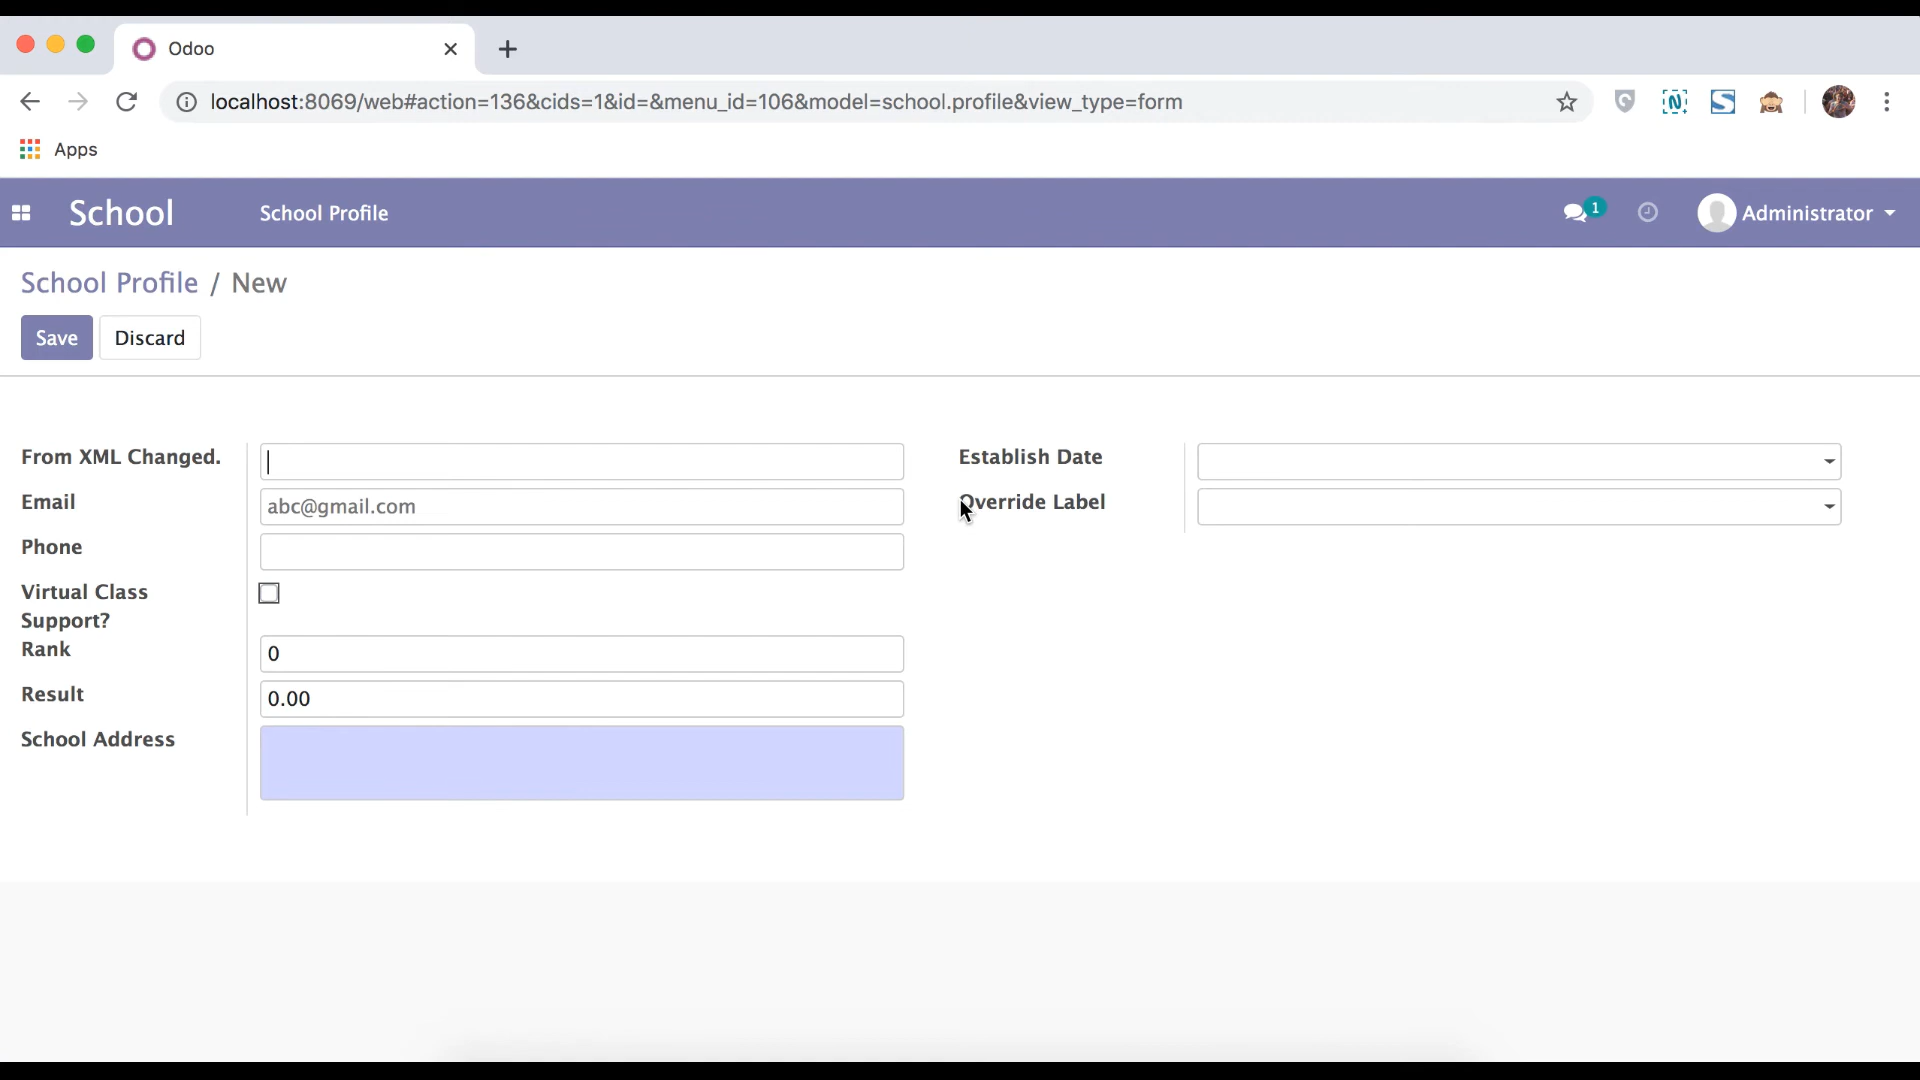 Odoo
localhost:8069/web#action=136&cids=1&id=&menu_id=106&model=school.profile&view_type=form
Apps
School
School Profile
1
Administrator
School Profile / New
Save
Discard
From XML Changed.
Email
abc@gmail.com
Phone
Virtual Class
Support?
Rank
0
Result
0.00
School Address
Establish Date
Override Label